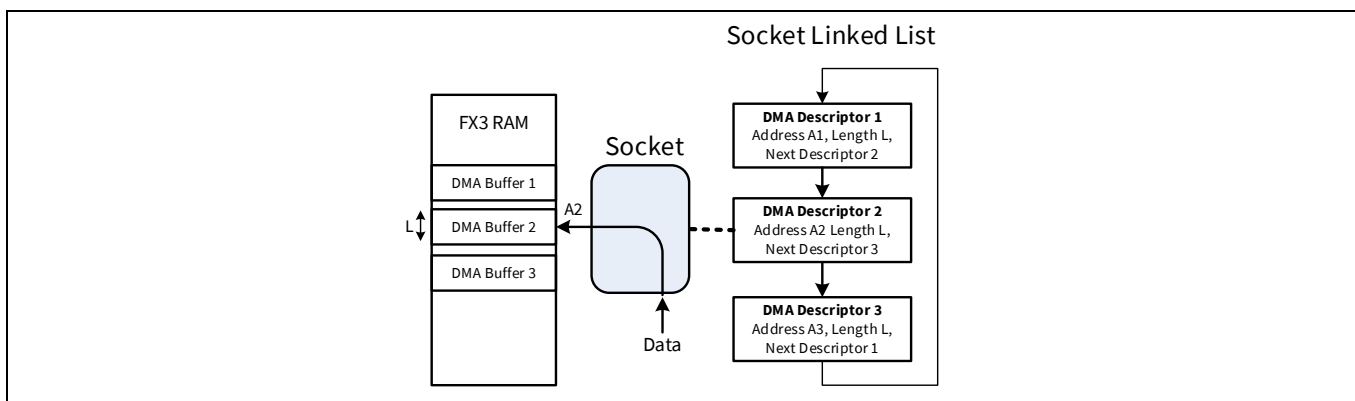 Socket Linked List
FX3 RAM
DMA Buffer 1
DMA Buffer 2
DMA Buffer 3
L
A2
Socket
Data
DMA Descriptor 1
Address A1, Length L,
Next Descriptor 2
DMA Descriptor 2
Address A2 Length L,
Next Descriptor 3
DMA Descriptor 3
Address A3, Length L,
Next Descriptor 1